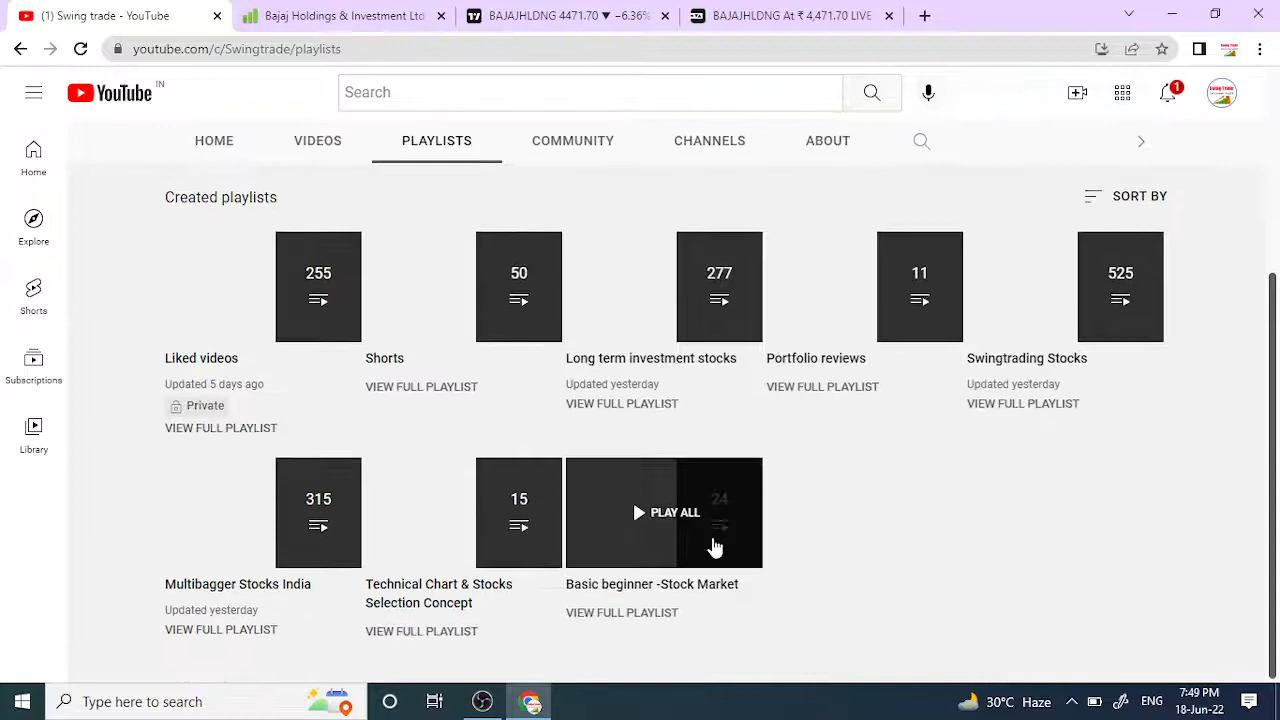 (1) Swing Trade Investment - You
Bajaj Holdings Investment Ltd
BAJAJHLDNG 4471.70 ▼ −6.36%
BAJAJHLDNG At ₹ 4,471.70 LIVE
youtube.com/c/Swingtrade/playlists
YouTube IN
Search
1
HOME VIDEOS PLAYLISTS COMMUNITY CHANNELS ABOUT
Home
Explore
Shorts
Subscriptions
Library
Created playlists
SORT BY
255
Liked videos
Updated 5 days ago
Private
VIEW FULL PLAYLIST
50
Shorts
VIEW FULL PLAYLIST
277
Long term investment stocks
Updated yesterday
VIEW FULL PLAYLIST
11
Portfolio reviews
VIEW FULL PLAYLIST
525
Swingtrading Stocks
Updated yesterday
VIEW FULL PLAYLIST
315
Multibagger Stocks India
Updated yesterday
VIEW FULL PLAYLIST
15
Technical Chart & Stocks
Selection Concept
VIEW FULL PLAYLIST
24
PLAY ALL
Basic beginner -Stock Market
VIEW FULL PLAYLIST
Type here to search
30°C Haze
ENG
7:49 PM
18-Jun-22